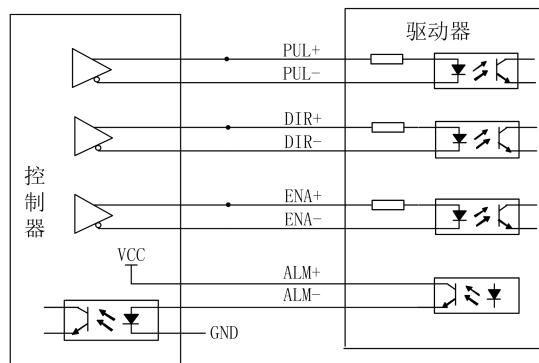 驱动器
PUL+
PUL-
DIR+
DIR-
控制器
ENA+
ENA-
VCC
ALM+
ALM-
GND